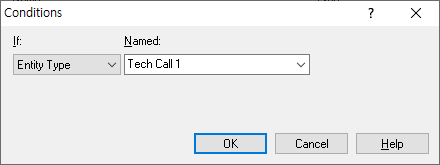 Conditions
If: Named:
Entity Type Tech Call 1
OK Cancel Help